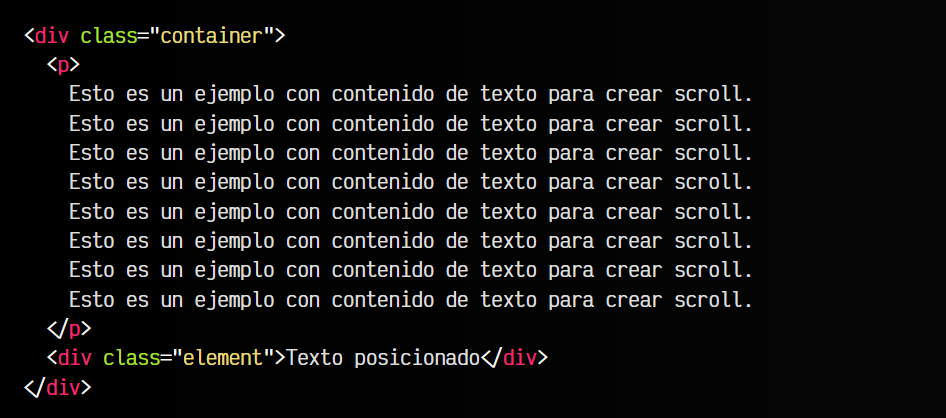 <div class="container">
  <p>
    Esto es un ejemplo con contenido de texto para crear scroll.
    Esto es un ejemplo con contenido de texto para crear scroll.
    Esto es un ejemplo con contenido de texto para crear scroll.
    Esto es un ejemplo con contenido de texto para crear scroll.
    Esto es un ejemplo con contenido de texto para crear scroll.
    Esto es un ejemplo con contenido de texto para crear scroll.
    Esto es un ejemplo con contenido de texto para crear scroll.
    Esto es un ejemplo con contenido de texto para crear scroll.
  </p>
  <div class="element">Texto posicionado</div>
</div>